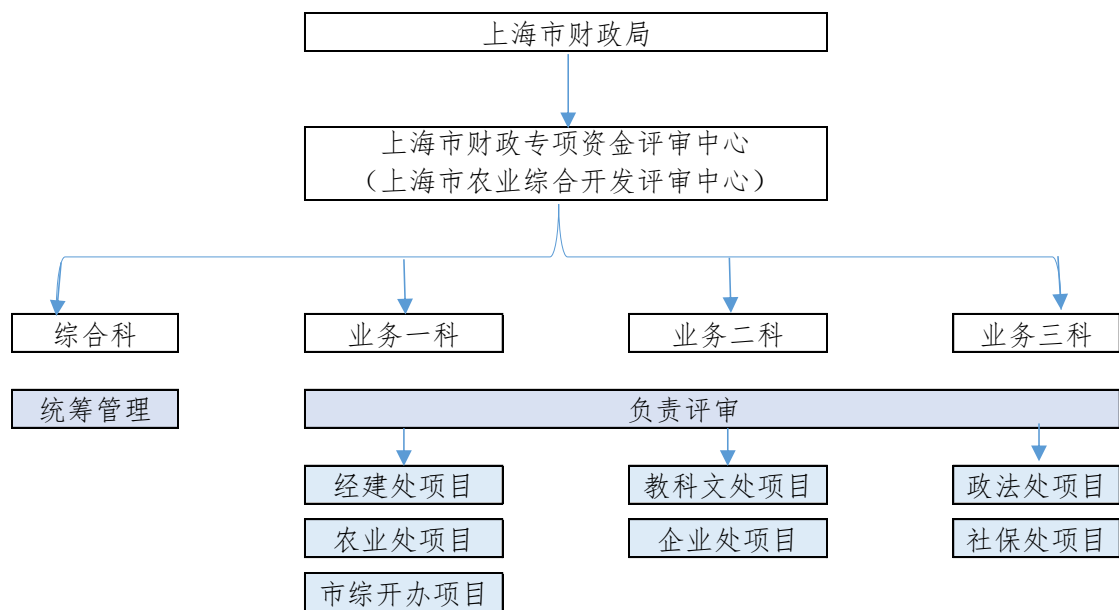 上海市财政局
上海市财政专项资金评审中心
（上海市农业综合开发评审中心）
综合科
业务一科
业务二科
业务三科
统筹管理
负责评审
经建处项目
教科文处项目
政法处项目
农业处项目
企业处项目
社保处项目
市综开办项目